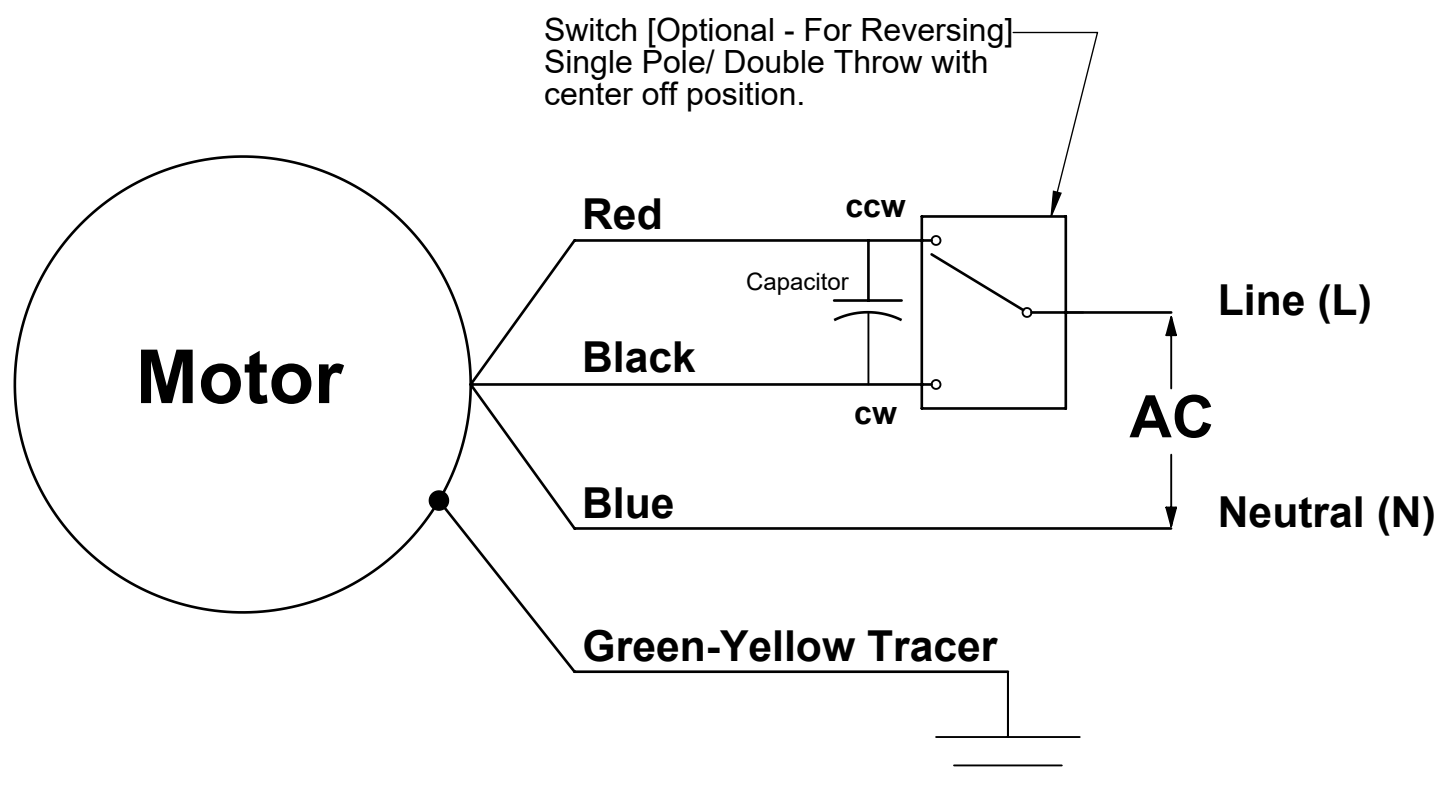 Switch [Optional - For Reversing]
Single Pole/ Double Throw with
center off position.
Red
ccw
Capacitor
Line (L)
Motor
Black
cw
AC
Blue
Neutral (N)
Green-Yellow Tracer